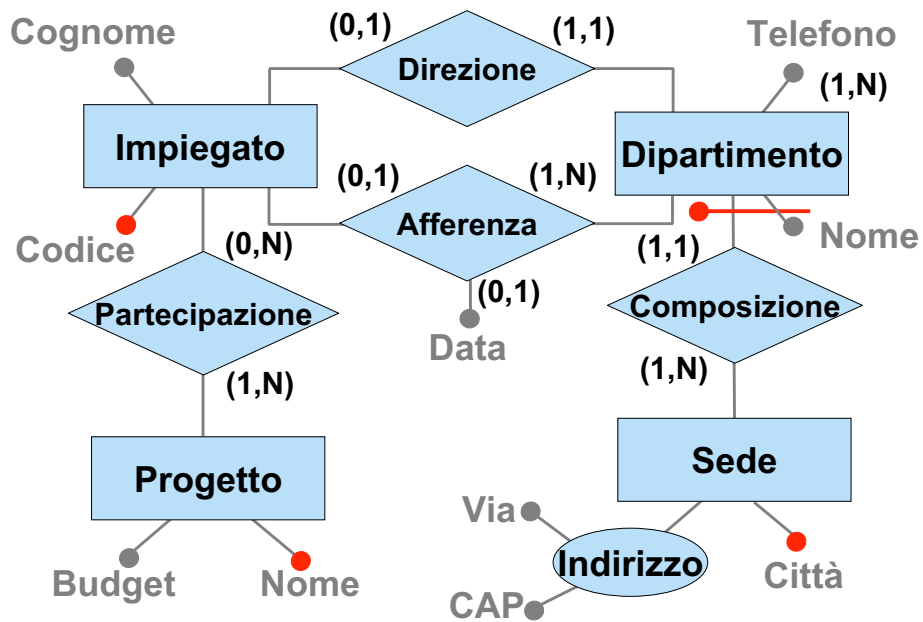 Cognome
(0,1)
(1,1)
Telefono
Direzione
(1,N)
Impiegato
Dipartimento
(0,1)
(1,N)
Afferenza
Codice
(0,N)
(1,1)
Nome
(0,1)
Partecipazione
Composizione
Data
(1,N)
(1,N)
Progetto
Sede
Via
Indirizzo
Budget
Nome
Città
CAP